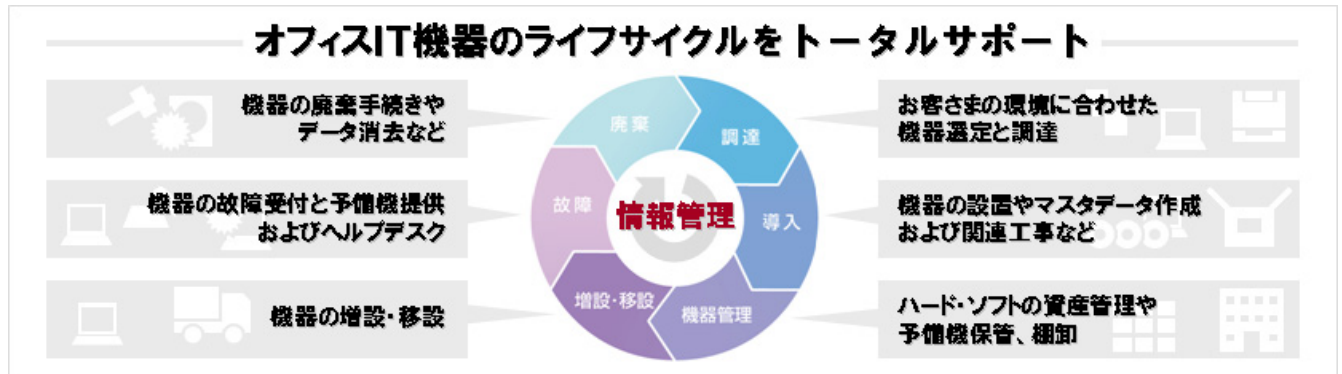 オフィスIT機器のライフサイクルをトータルサポート
機器の廃棄手続きや
データ消去など
機器の故障受付と予備機提供
およびヘルプデスク
機器の増設・移設
廃棄
調達
故障
情報管理
導入
増設・移設
機器管理
お客さまの環境に合わせた
機器選定と調達
機器の設置やマスタデータ作成
および関連工事など
ハード・ソフトの資産管理や
予備機保管、棚卸